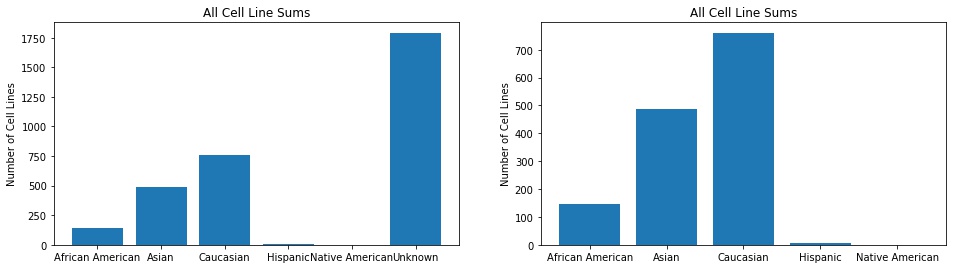 All Cell Line Sums
Number of Cell Lines
1750
1500
1250
1000
750
500
250
0
African American Asian Caucasian Hispanic Native American Unknown
All Cell Line Sums
Number of Cell Lines
700
600
500
400
300
200
100
0
African American Asian Caucasian Hispanic Native American